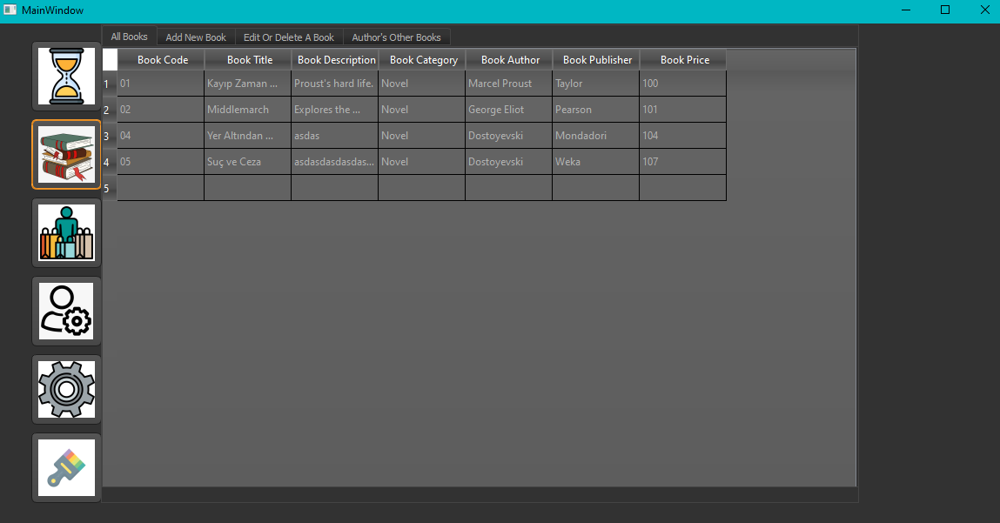 MainWindow
All Books Add New Book Edit Or Delete A Book Author's Other Books
Book Code Book Title Book Description Book Category Book Author Book Publisher Book Price
1 01 Kayıp Zaman ... Proust's hard life. Novel Marcel Proust Taylor 100
2 02 Middlemarch Explores the ... Novel George Eliot Pearson 101
3 04 Yer Altından ... asdas Novel Dostoyevski Mondadori 104
4 05 Suç ve Ceza asdasdasdasdas... Novel Dostoyevski Weka 107
5